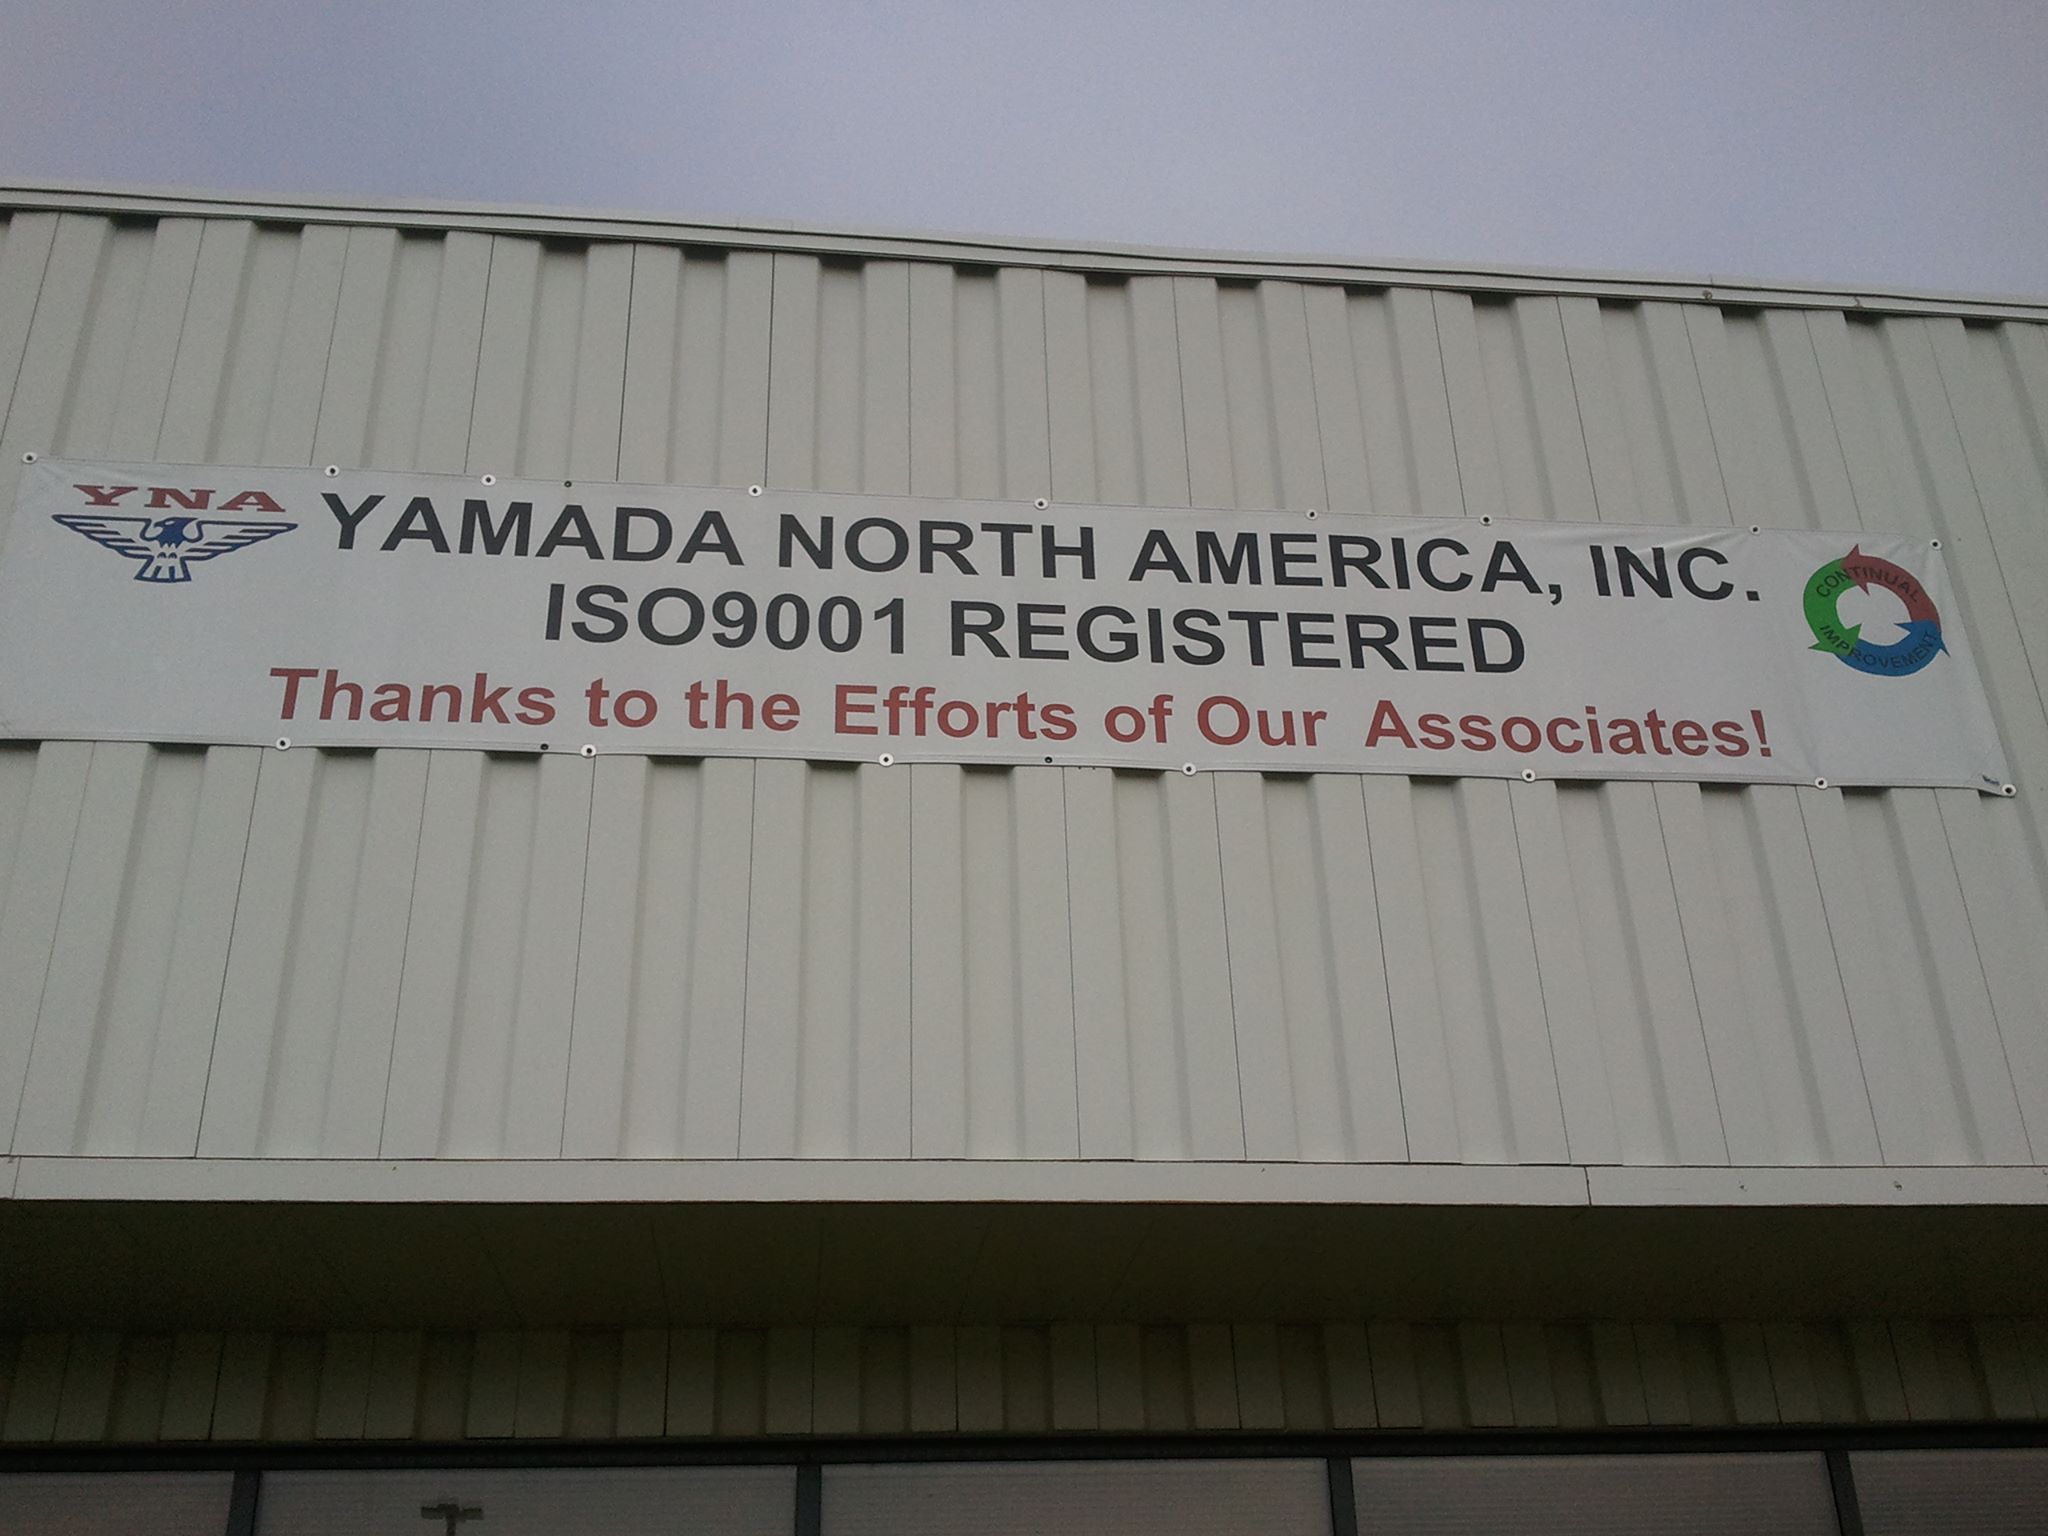 YNA
YAMADA NORTH AMERICA, INC.
ISO9001 REGISTERED
Thanks to the Efforts of Our Associates!
CONTINUAL
IMPROVEMENT